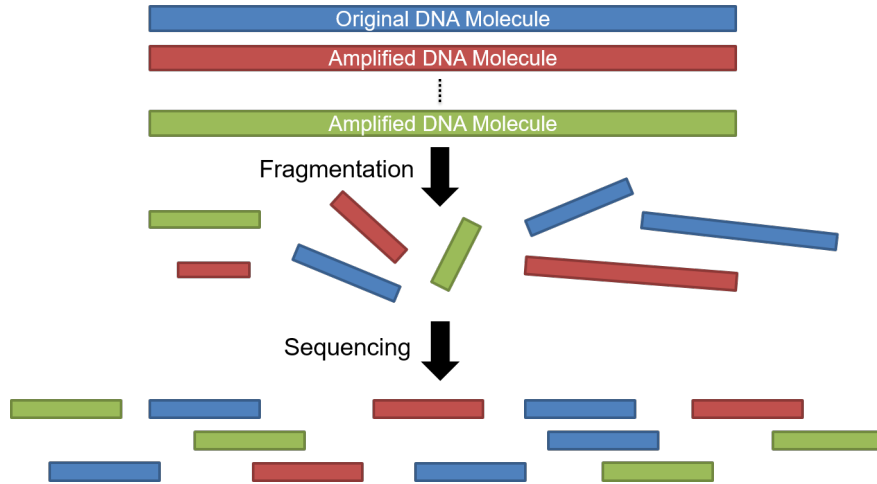 Original DNA Molecule
Amplified DNA Molecule
Amplified DNA Molecule
Fragmentation
Sequencing